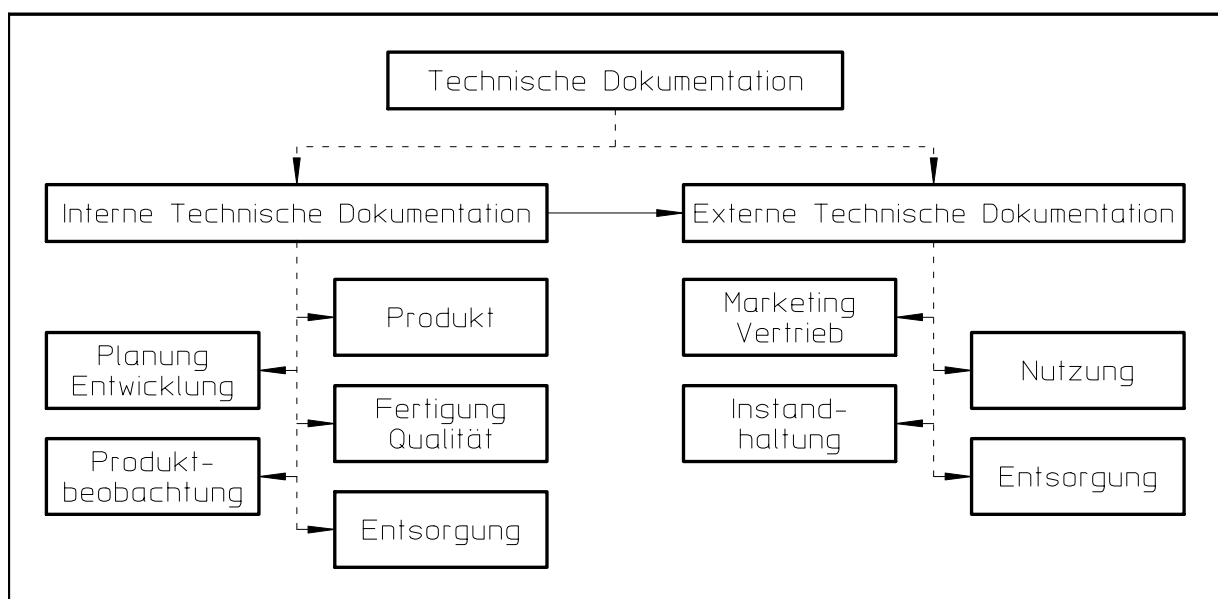 Technische Dokumentation
Interne Technische Dokumentation
Externe Technische Dokumentation
Produkt
Planung
Entwicklung
Fertigung
Qualität
Produkt-
beobachtung
Entsorgung
Marketing
Vertrieb
Nutzung
Instand-
haltung
Entsorgung